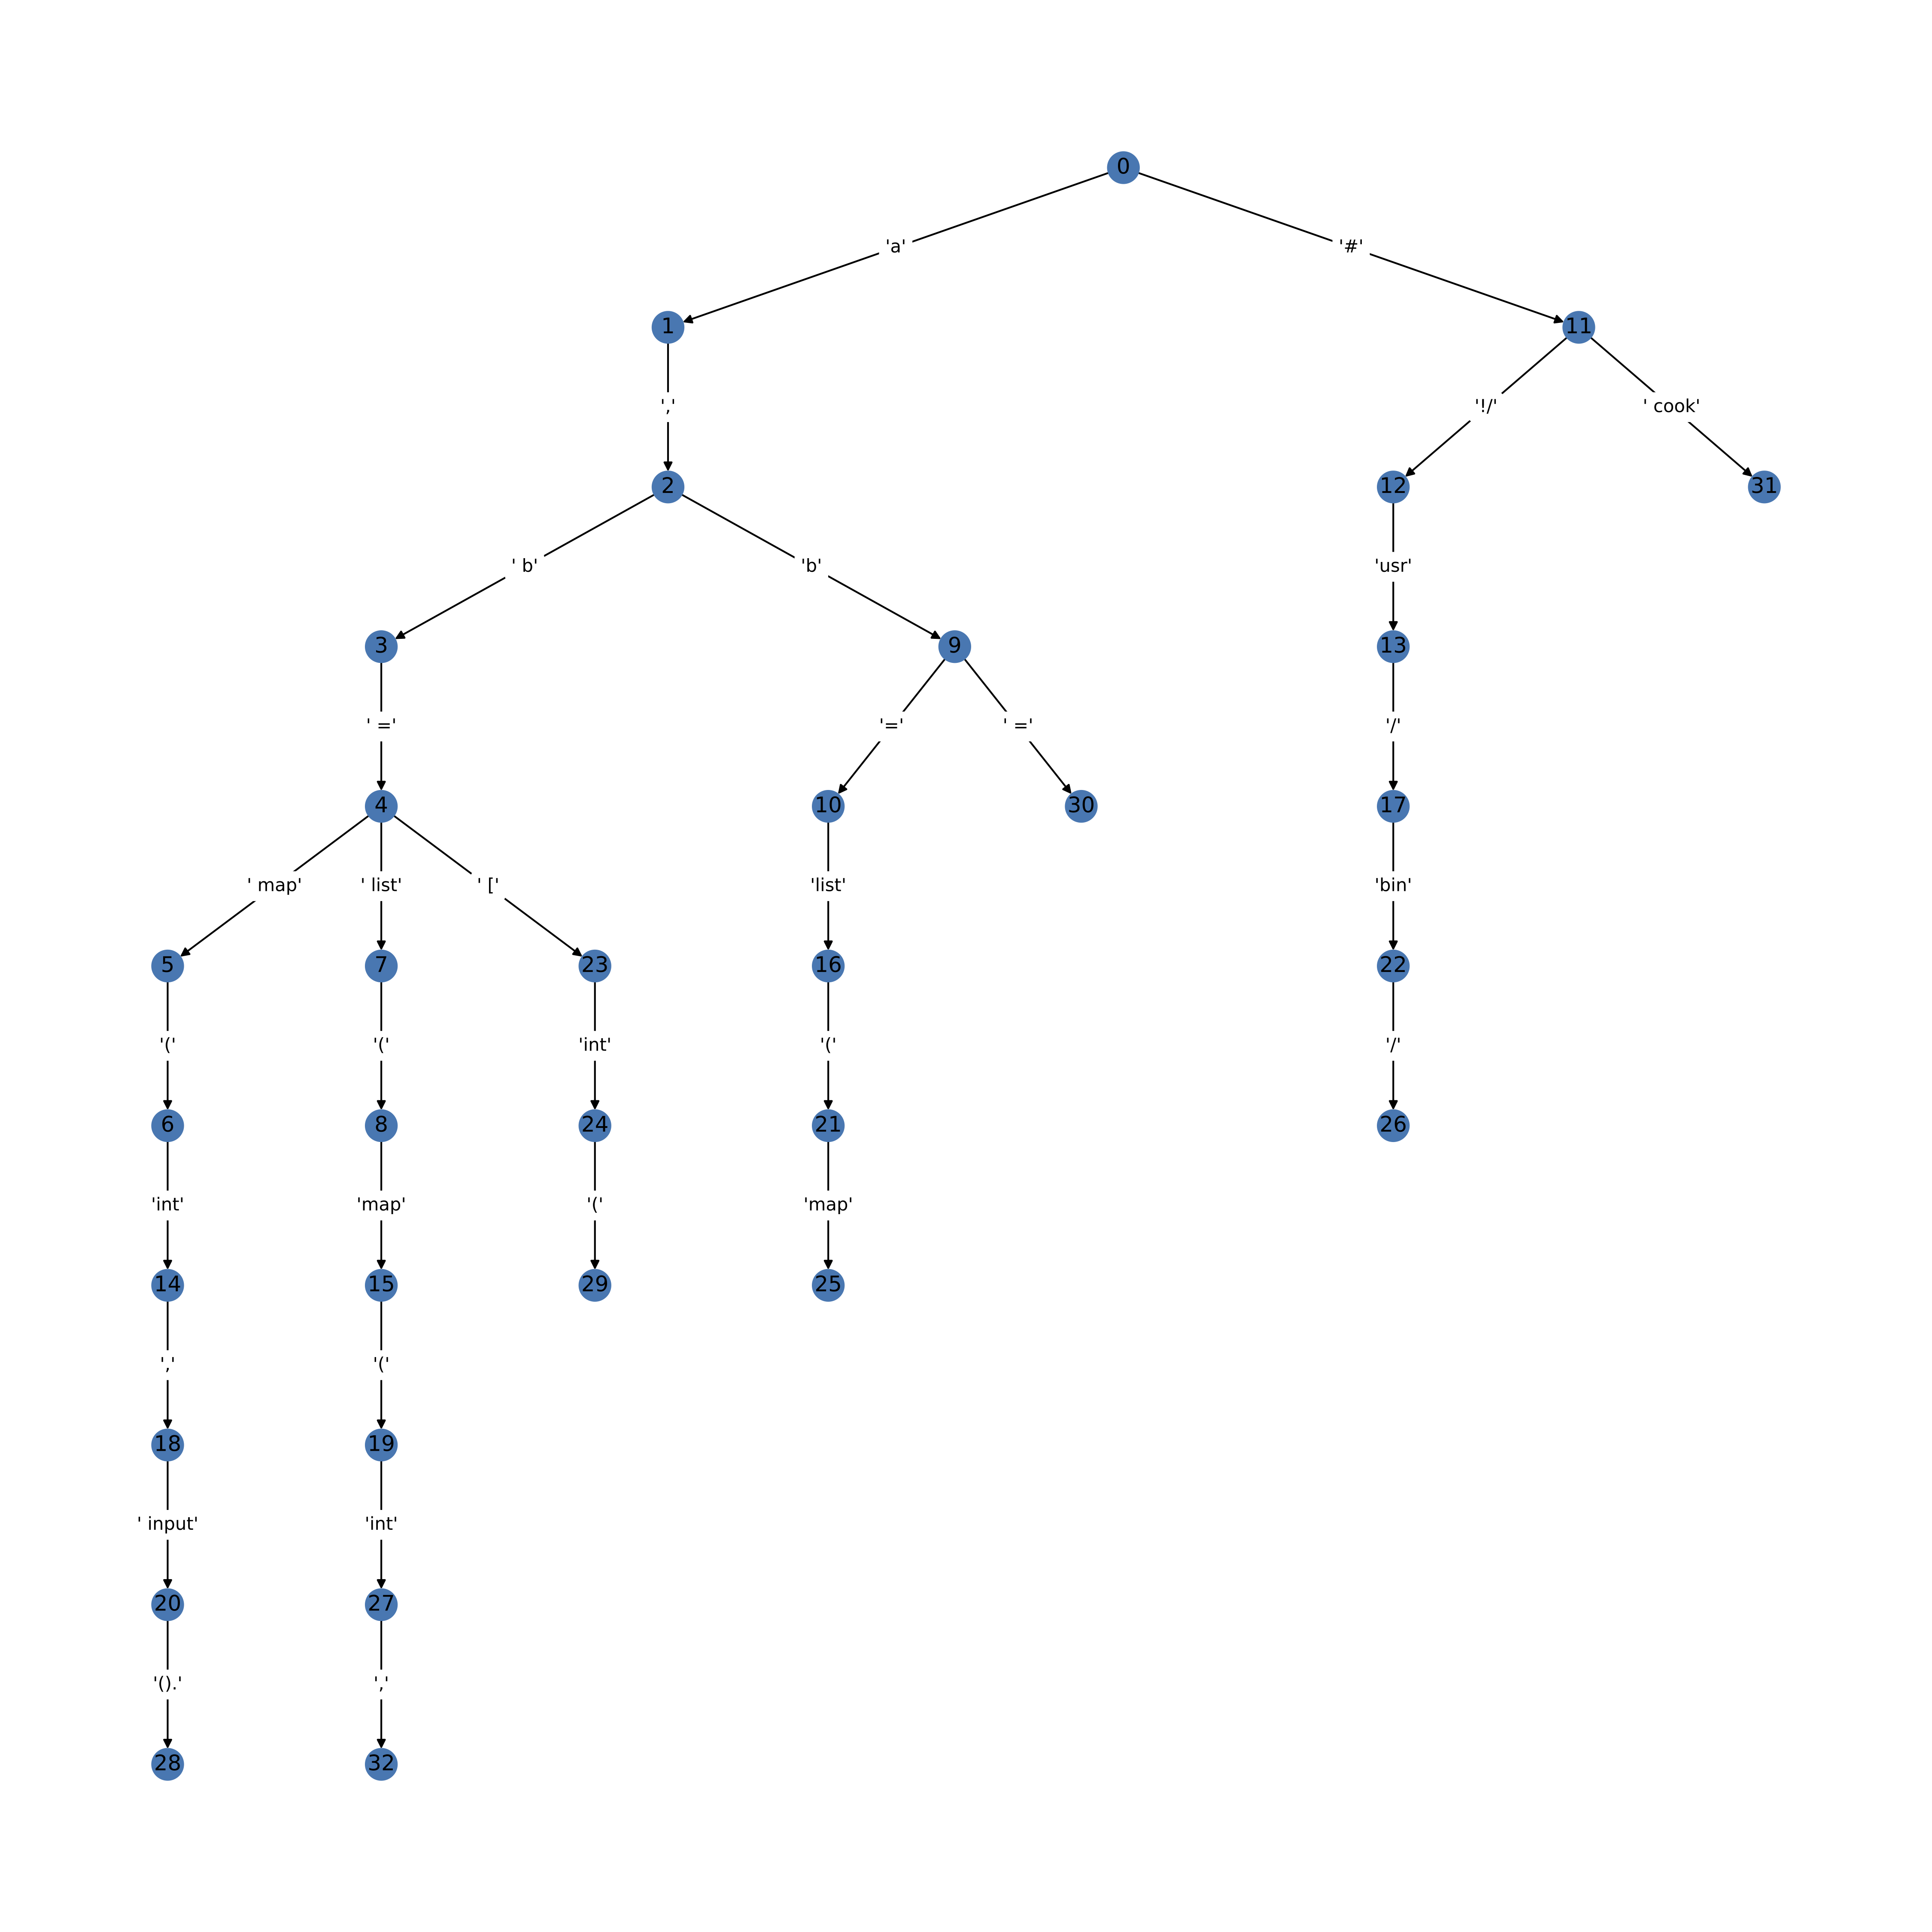 0
'a' '#'
1 11
',' '!/' ' cook'
2 12 31
' b' 'b' 'usr'
3 9 13
' =' '=' ' =' '/'
4 10 30 17
' map' ' list' ' [' 'list' 'bin'
5 7 23 16 22
'(' '(' 'int' '(' '/'
6 8 24 21 26
'int' 'map' '(' 'map'
14 15 29 25
',' '('
18 19
' input' 'int'
20 27
'().' ','
28 32